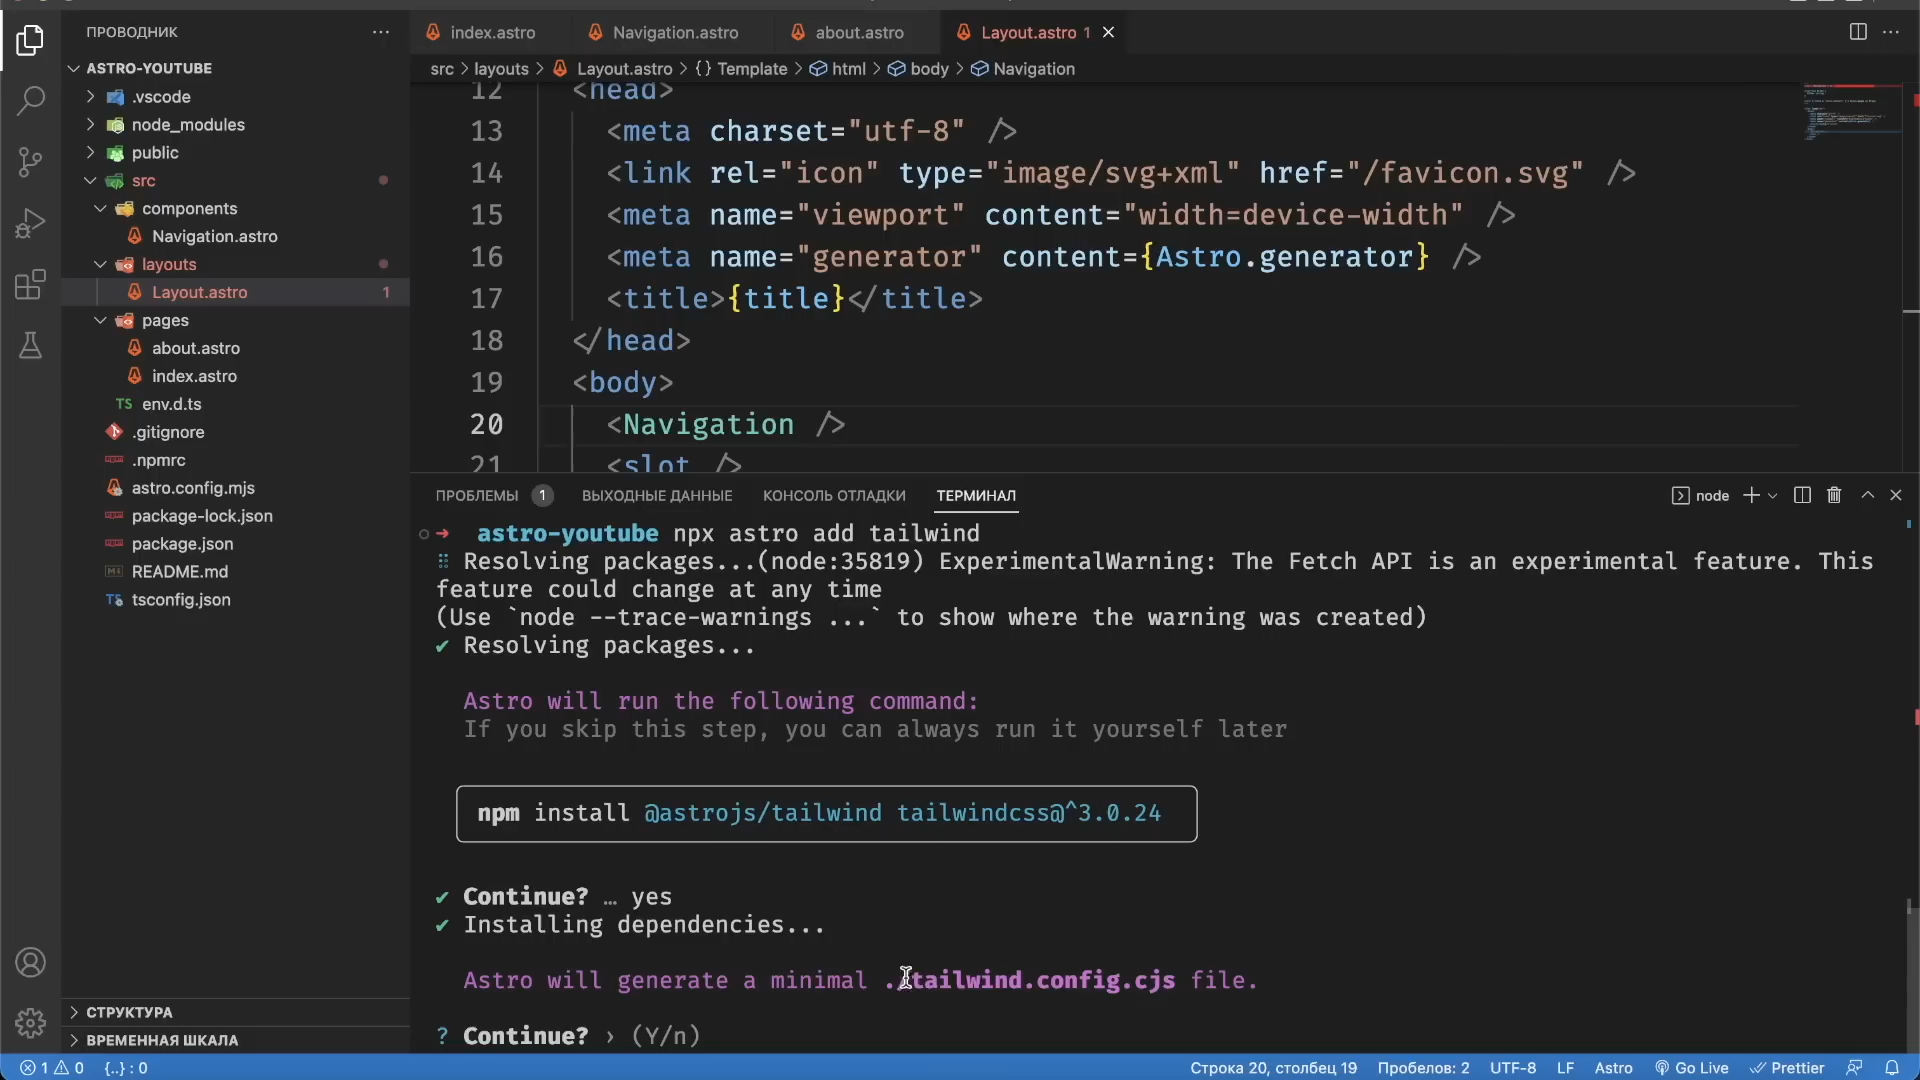 ПРОВОДНИК
ASTRO-YOUTUBE
.vscode
node_modules
public
src
components
Navigation.astro
layouts
Layout.astro 1
pages
about.astro
index.astro
TS env.d.ts
.gitignore
.npmrc
astro.config.mjs
package-lock.json
package.json
README.md
tsconfig.json
СТРУКТУРА
ВРЕМЕННАЯ ШКАЛА
index.astro Navigation.astro about.astro Layout.astro 1
src > layouts > Layout.astro > {} Template > html > body > Navigation
12 <head>
13 <meta charset="utf-8" />
14 <link rel="icon" type="image/svg+xml" href="/favicon.svg" />
15 <meta name="viewport" content="width=device-width" />
16 <meta name="generator" content={Astro.generator} />
17 <title>{title}</title>
18 </head>
19 <body>
20 <Navigation />
21 <slot />
ПРОБЛЕМЫ 1 ВЫХОДНЫЕ ДАННЫЕ КОНСОЛЬ ОТЛАДКИ ТЕРМИНАЛ node
➜ astro-youtube npx astro add tailwind
⠿ Resolving packages...(node:35819) ExperimentalWarning: The Fetch API is an experimental feature. This
feature could change at any time
(Use `node --trace-warnings ...` to show where the warning was created)
✔ Resolving packages...
Astro will run the following command:
If you skip this step, you can always run it yourself later
npm install @astrojs/tailwind tailwindcss@^3.0.24
✔ Continue? … yes
✔ Installing dependencies...
Astro will generate a minimal ./tailwind.config.cjs file.
? Continue? › (Y/n)
1 0 {..} : 0 Строка 20, столбец 19 Пробелов: 2 UTF-8 LF Astro Go Live Prettier